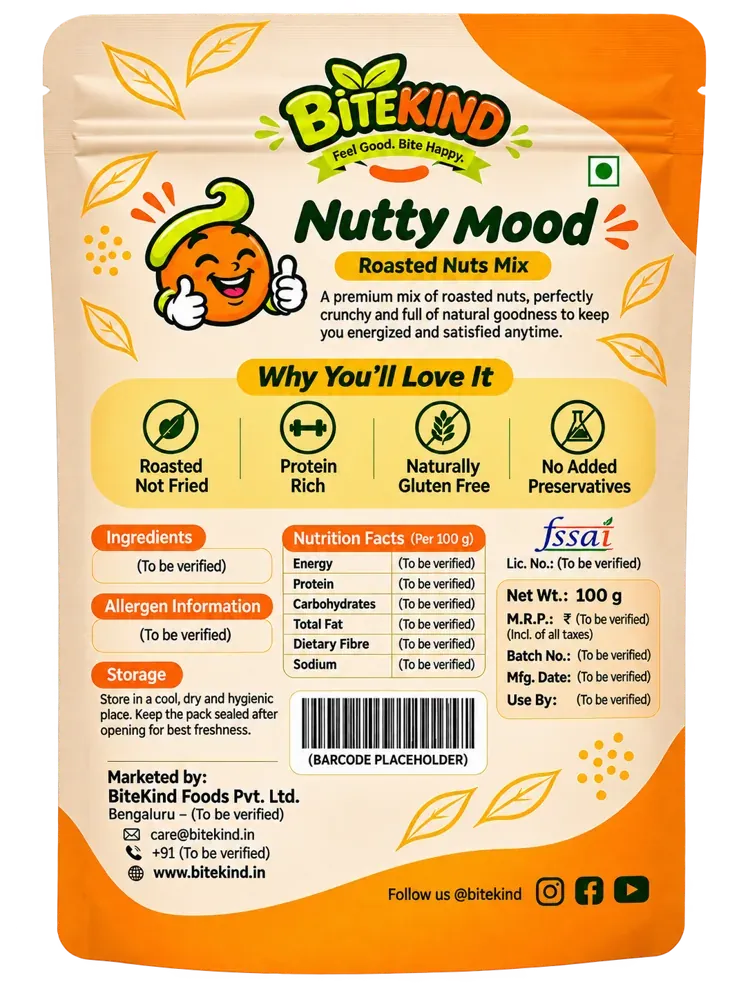 BiTEKIND
Feel Good. Bite Happy.
Nutty Mood
Roasted Nuts Mix
A premium mix of roasted nuts, perfectly
crunchy and full of natural goodness to keep
you energized and satisfied anytime.
Why You'll Love It
Roasted
Not Fried
Protein
Rich
Naturally
Gluten Free
No Added
Preservatives
Ingredients
(To be verified)
Allergen Information
(To be verified)
Storage
Store in a cool, dry and hygienic
place. Keep the pack sealed after
opening for best freshness.
Nutrition Facts (Per 100 g)
Energy (To be verified)
Protein (To be verified)
Carbohydrates (To be verified)
Total Fat (To be verified)
Dietary Fibre (To be verified)
Sodium (To be verified)
(BARCODE PLACEHOLDER)
fssai
Lic. No.: (To be verified)
Net Wt.: 100 g
M.R.P.: ₹ (To be verified)
(Incl. of all taxes)
Batch No.: (To be verified)
Mfg. Date: (To be verified)
Use By: (To be verified)
Marketed by:
BiteKind Foods Pvt. Ltd.
Bengaluru – (To be verified)
care@bitekind.in
+91 (To be verified)
www.bitekind.in
Follow us @bitekind